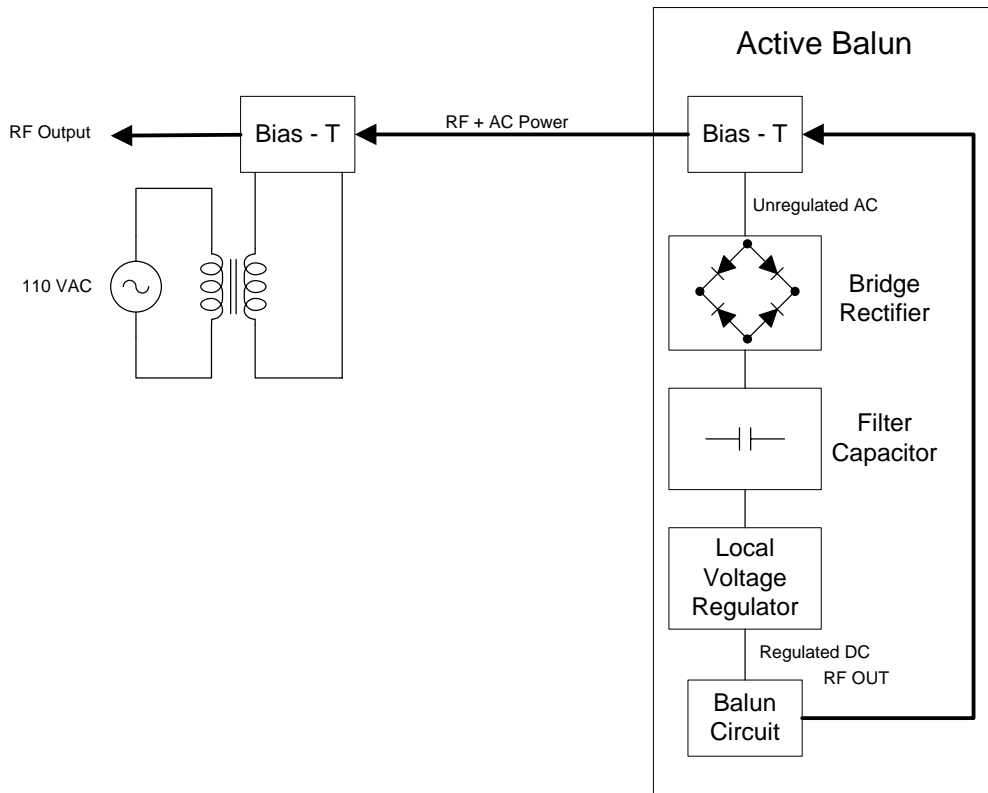 Active Balun
RF Output
Bias - T
RF + AC Power
Bias - T
Unregulated AC
110 VAC
Bridge
Rectifier
Filter
Capacitor
Local
Voltage
Regulator
Regulated DC
RF OUT
Balun
Circuit